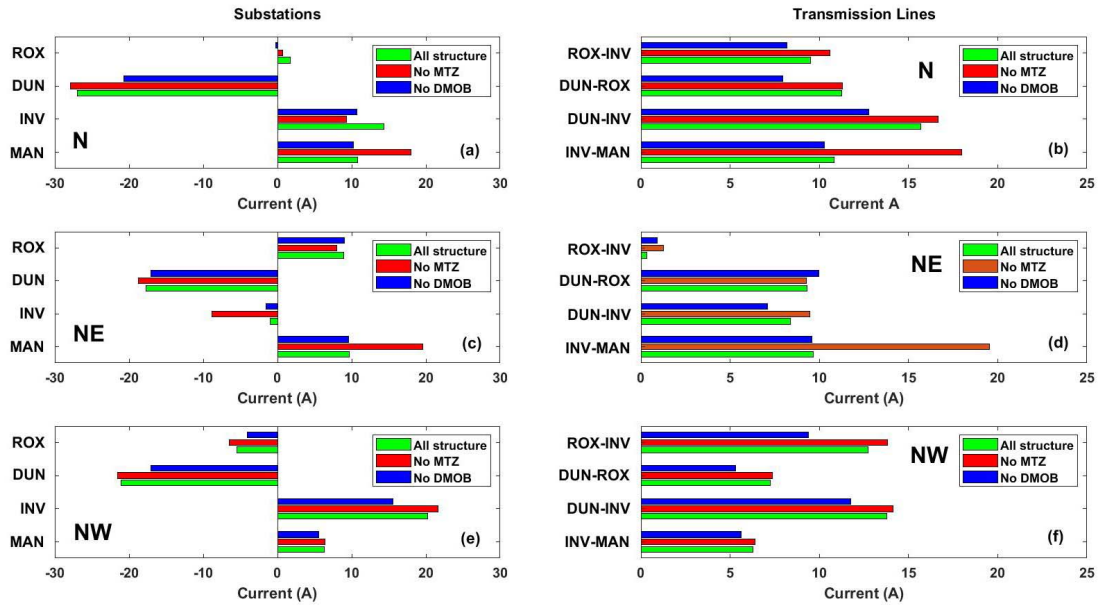 Substations
ROX
DUN
INV
MAN
N
All structure
No MTZ
No DMOB
(a)
-30 -20 -10 0 10 20 30
Current (A)
Transmission Lines
ROX-INV
DUN-ROX
DUN-INV
INV-MAN
N
All structure
No MTZ
No DMOB
(b)
0 5 10 15 20 25
Current A
ROX
DUN
INV
MAN
NE
All structure
No MTZ
No DMOB
(c)
-30 -20 -10 0 10 20 30
Current (A)
ROX-INV
DUN-ROX
DUN-INV
INV-MAN
NE
All structure
No MTZ
No DMOB
(d)
0 5 10 15 20 25
Current (A)
ROX
DUN
INV
MAN
NW
All structure
No MTZ
No DMOB
(e)
-30 -20 -10 0 10 20 30
Current (A)
ROX-INV
DUN-ROX
DUN-INV
INV-MAN
NW
All structure
No MTZ
No DMOB
(f)
0 5 10 15 20 25
Current (A)